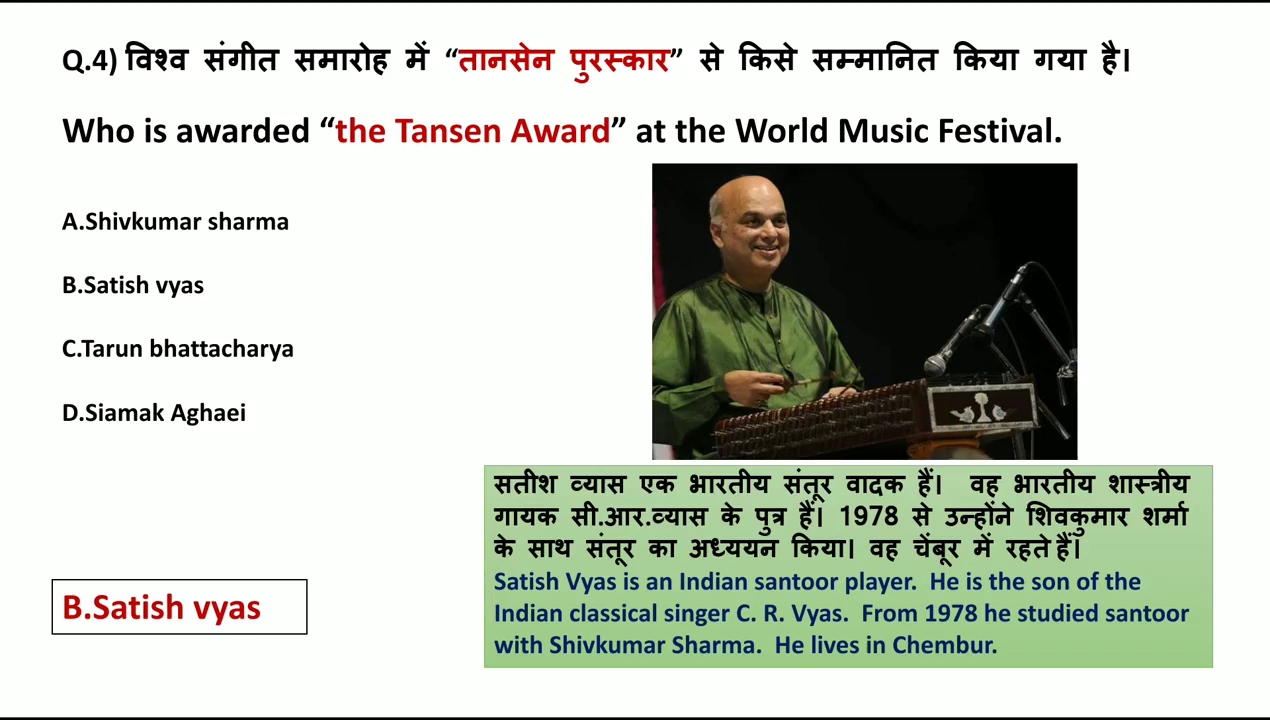 Q.4) विश्व संगीत समारोह में “तानसेन पुरस्कार” से किसे सम्मानित किया गया है।
Who is awarded “the Tansen Award” at the World Music Festival.
A.Shivkumar sharma
B.Satish vyas
C.Tarun bhattacharya
D.Siamak Aghaei
सतीश व्यास एक भारतीय संतूर वादक हैं। वह भारतीय शास्त्रीय
गायक सी.आर.व्यास के पुत्र हैं। 1978 से उन्होंने शिवकुमार शर्मा
के साथ संतूर का अध्ययन किया। वह चेंबूर में रहते हैं।
Satish Vyas is an Indian santoor player. He is the son of the
Indian classical singer C. R. Vyas. From 1978 he studied santoor
with Shivkumar Sharma. He lives in Chembur.
B.Satish vyas